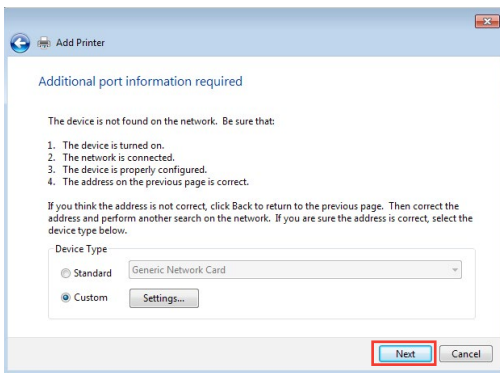 Add Printer
Additional port information required
The device is not found on the network. Be sure that:
1. The device is turned on.
2. The network is connected.
3. The device is properly configured.
4. The address on the previous page is correct.
If you think the address is not correct, click Back to return to the previous page. Then correct the
address and perform another search on the network. If you are sure the address is correct, select the
device type below.
Device Type
Standard Generic Network Card
Custom Settings...
Next Cancel